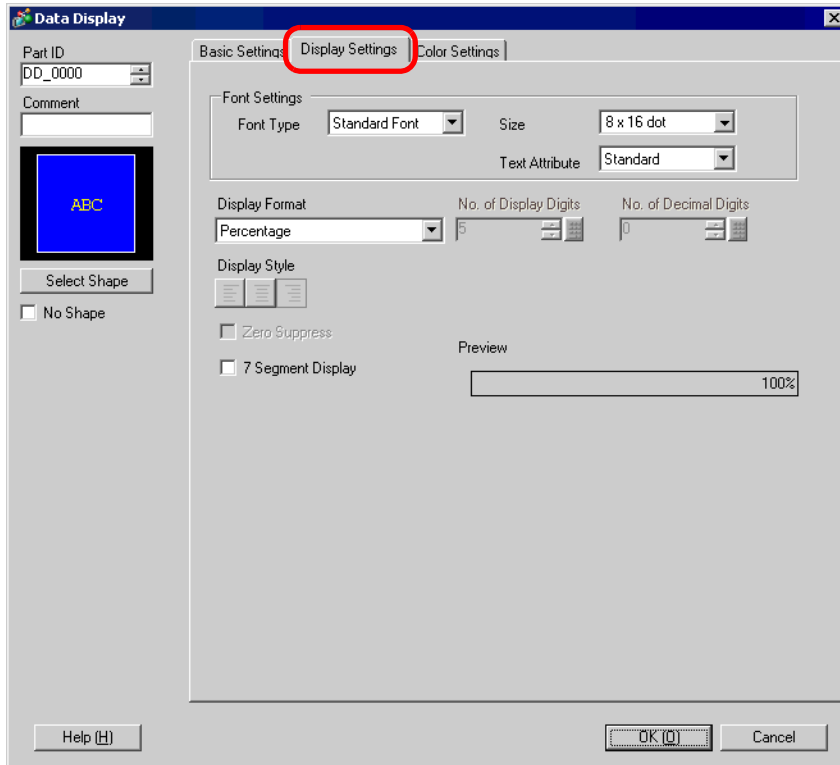 Data Display
Part ID
DD_0000
Comment
ABC
Select Shape
No Shape
Basic Settings Display Settings Color Settings
Font Settings
Font Type Standard Font Size 8 x 16 dot
Text Attribute Standard
Display Format No. of Display Digits No. of Decimal Digits
Percentage 5 0
Display Style
Zero Suppress
7 Segment Display
Preview
100%
Help (H) OK (O) Cancel